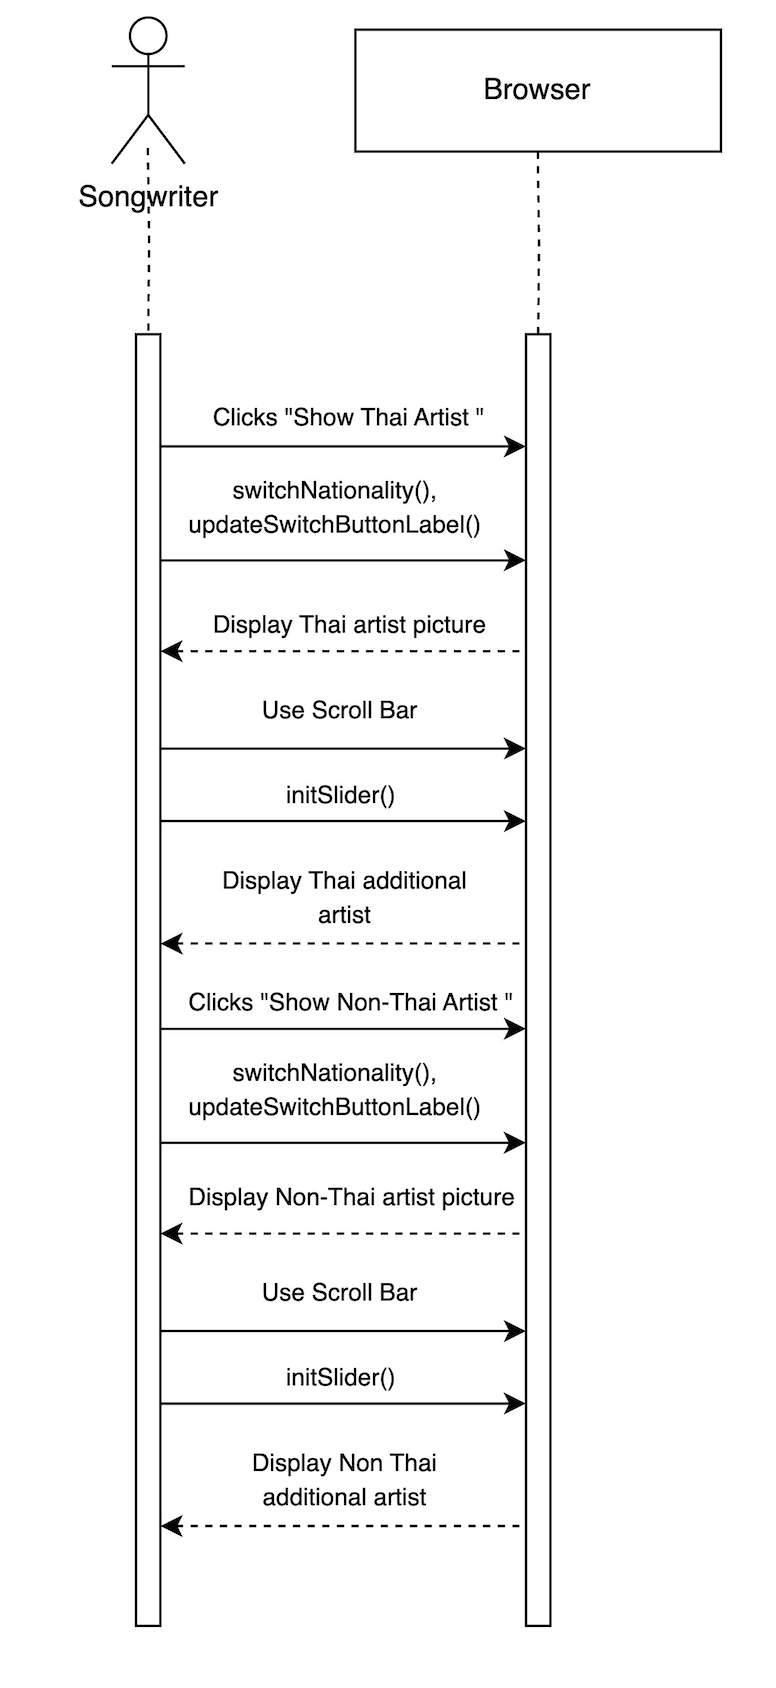 Songwriter
Browser
Clicks "Show Thai Artist "
switchNationality(),
updateSwitchButtonLabel()
Display Thai artist picture
Use Scroll Bar
initSlider()
Display Thai additional
artist
Clicks "Show Non-Thai Artist "
switchNationality(),
updateSwitchButtonLabel()
Display Non-Thai artist picture
Use Scroll Bar
initSlider()
Display Non Thai
additional artist